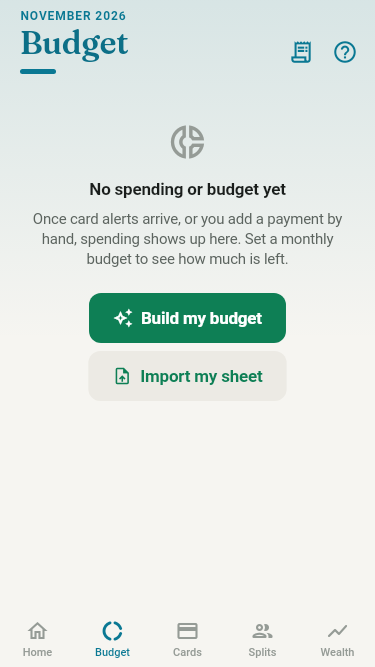 NOVEMBER 2026
Budget
No spending or budget yet
Once card alerts arrive, or you add a payment by
hand, spending shows up here. Set a monthly
budget to see how much is left.
Build my budget
Import my sheet
Home
Budget
Cards
Splits
Wealth